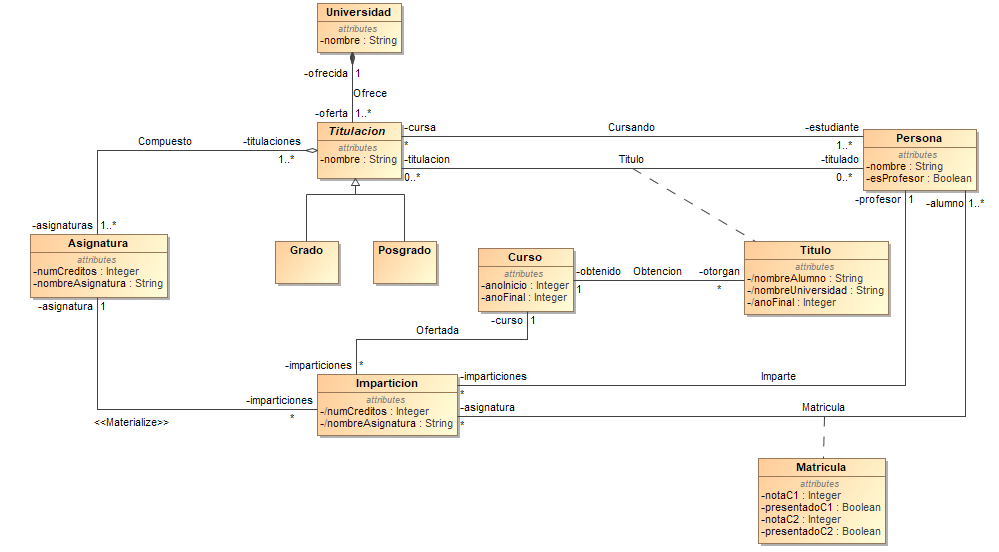 Universidad
attributes
-nombre : String
-ofrecida 1
Ofrece
-oferta 1..*
Titulacion
attributes
-nombre : String
Compuesto
-titulaciones
1..*
-cursa
*
Cursando
-estudiante
1..*
-titulacion
0..*
Titulo
-titulado
0..*
Persona
attributes
-nombre : String
-esProfesor : Boolean
-profesor 1
-alumno 1..*
-asignaturas 1..*
Asignatura
attributes
-numCreditos : Integer
-nombreAsignatura : String
-asignatura 1
Grado
Posgrado
Curso
attributes
-anoInicio : Integer
-anoFinal : Integer
-obtenido
1
Obtencion
-otorgan
*
Titulo
attributes
-/nombreAlumno : String
-/nombreUniversidad : String
-/anoFinal : Integer
-curso 1
Ofertada
-imparticiones *
Imparticion
attributes
-/numCreditos : Integer
-/nombreAsignatura : String
-imparticiones
*
Imparte
-asignatura
*
Matricula
-imparticiones
*
<<Materialize>>
Matricula
attributes
-notaC1 : Integer
-presentadoC1 : Boolean
-notaC2 : Integer
-presentadoC2 : Boolean